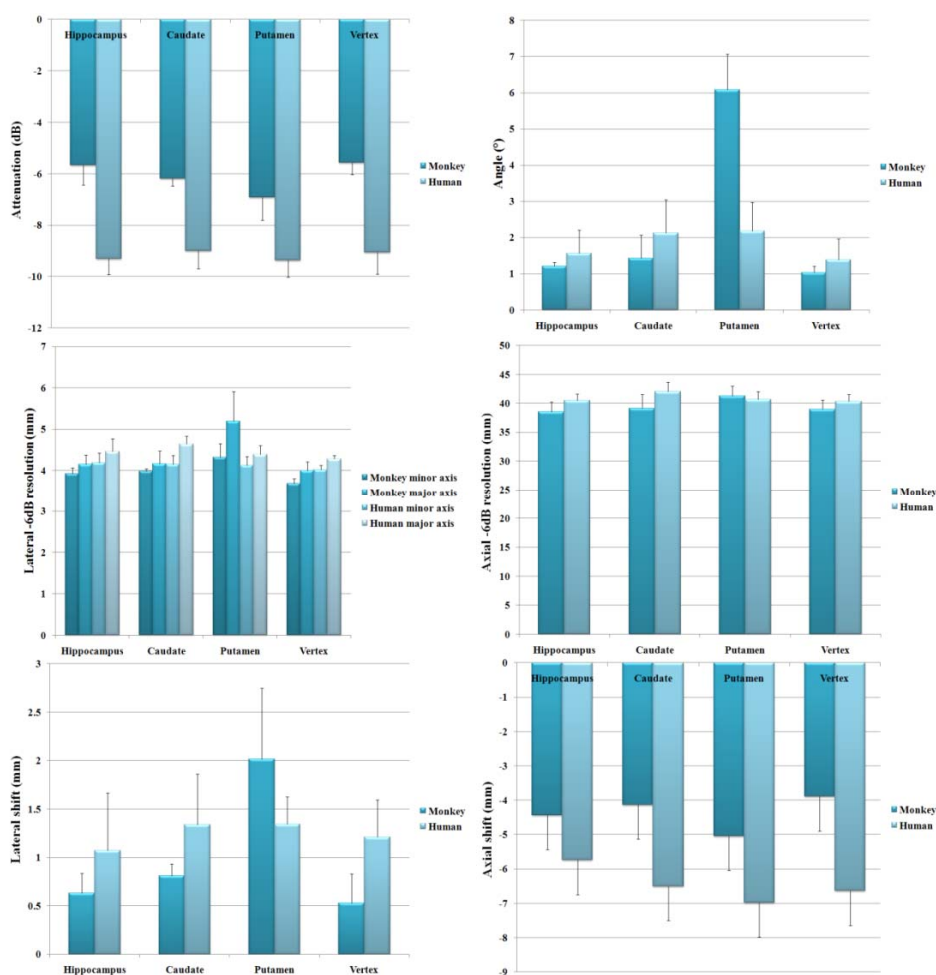 0
-2
-4
-6
-8
-10
-12
Attenuation (dB)
Hippocampus Caudate Putamen Vertex
Monkey
Human
8
7
6
5
4
3
2
1
0
Angle (°)
Hippocampus Caudate Putamen Vertex
Monkey
Human
7
6
5
4
3
2
1
0
Lateral -6dB resolution (mm)
Hippocampus Caudate Putamen Vertex
Monkey minor axis
Monkey major axis
Human minor axis
Human major axis
50
45
40
35
30
25
20
15
10
5
0
Axial -6dB resolution (mm)
Hippocampus Caudate Putamen Vertex
Monkey
Human
3
2.5
2
1.5
1
0.5
0
Lateral shift (mm)
Hippocampus Caudate Putamen Vertex
Monkey
Human
0
-1
-2
-3
-4
-5
-6
-7
-8
-9
Axial shift (mm)
Hippocampus Caudate Putamen Vertex
Monkey
Human